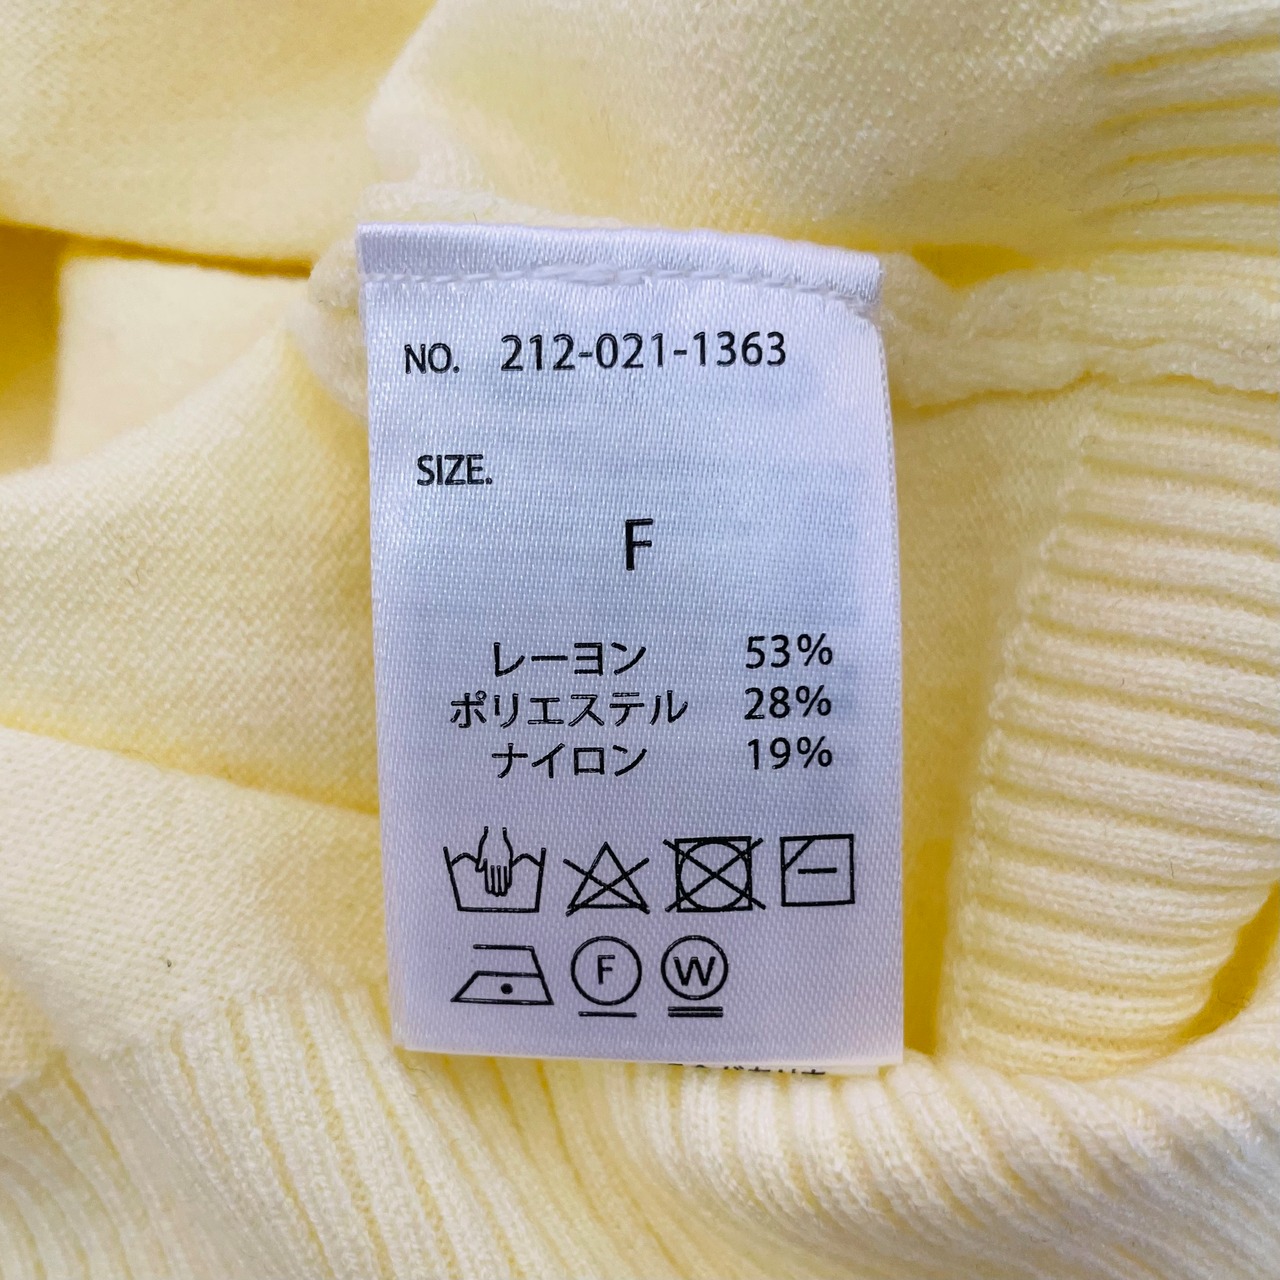 NO. 212-021-1363
SIZE.
F
レーヨン 53%
ポリエステル 28%
ナイロン 19%
F W